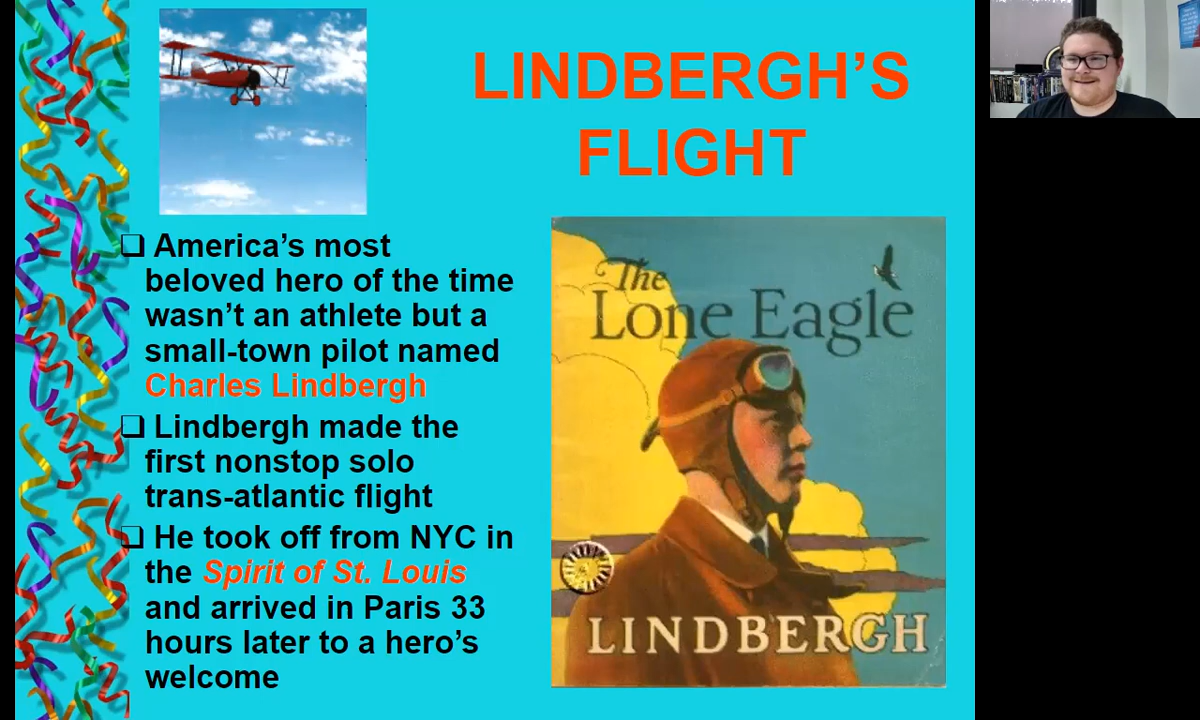 LINDBERGH’S
FLIGHT
❑ America’s most
beloved hero of the time
wasn’t an athlete but a
small-town pilot named
Charles Lindbergh
❑ Lindbergh made the
first nonstop solo
trans-atlantic flight
❑ He took off from NYC in
the Spirit of St. Louis
and arrived in Paris 33
hours later to a hero’s
welcome
The
Lone Eagle
LINDBERGH